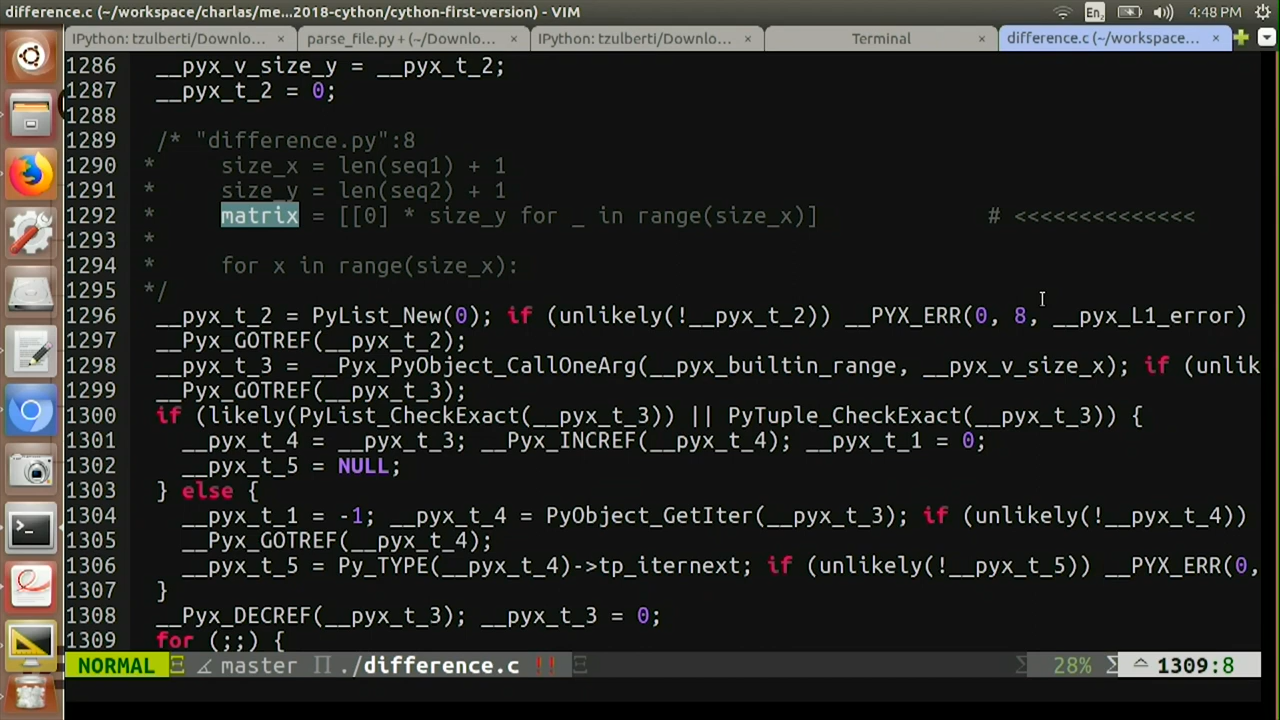 difference.c (~/workspace/charlas/me...2018-cython/cython-first-version) - VIM
En2
4:48 PM
IPython: tzulberti/Downlo... ×
parse_file.py + (~/Downlo... ×
IPython: tzulberti/Downlo... ×
Terminal ×
difference.c (~/workspace... ×
1286 __pyx_v_size_y = __pyx_t_2;
1287 __pyx_t_2 = 0;
1288
1289 /* "difference.py":8
1290 * size_x = len(seq1) + 1
1291 * size_y = len(seq2) + 1
1292 * matrix = [[0] * size_y for _ in range(size_x)] # <<<<<<<<<<<<<<
1293 *
1294 * for x in range(size_x):
1295 */
1296 __pyx_t_2 = PyList_New(0); if (unlikely(!__pyx_t_2)) __PYX_ERR(0, 8, __pyx_L1_error)
1297 __Pyx_GOTREF(__pyx_t_2);
1298 __pyx_t_3 = __Pyx_PyObject_CallOneArg(__pyx_builtin_range, __pyx_v_size_x); if (unlik
1299 __Pyx_GOTREF(__pyx_t_3);
1300 if (likely(PyList_CheckExact(__pyx_t_3)) || PyTuple_CheckExact(__pyx_t_3)) {
1301 __pyx_t_4 = __pyx_t_3; __Pyx_INCREF(__pyx_t_4); __pyx_t_1 = 0;
1302 __pyx_t_5 = NULL;
1303 } else {
1304 __pyx_t_1 = -1; __pyx_t_4 = PyObject_GetIter(__pyx_t_3); if (unlikely(!__pyx_t_4))
1305 __Pyx_GOTREF(__pyx_t_4);
1306 __pyx_t_5 = Py_TYPE(__pyx_t_4)->tp_iternext; if (unlikely(!__pyx_t_5)) __PYX_ERR(0,
1307 }
1308 __Pyx_DECREF(__pyx_t_3); __pyx_t_3 = 0;
1309 for (;;) {
NORMAL Ξ ∡ master Π ./difference.c !! Ξ Σ 28% Σ 1309:8